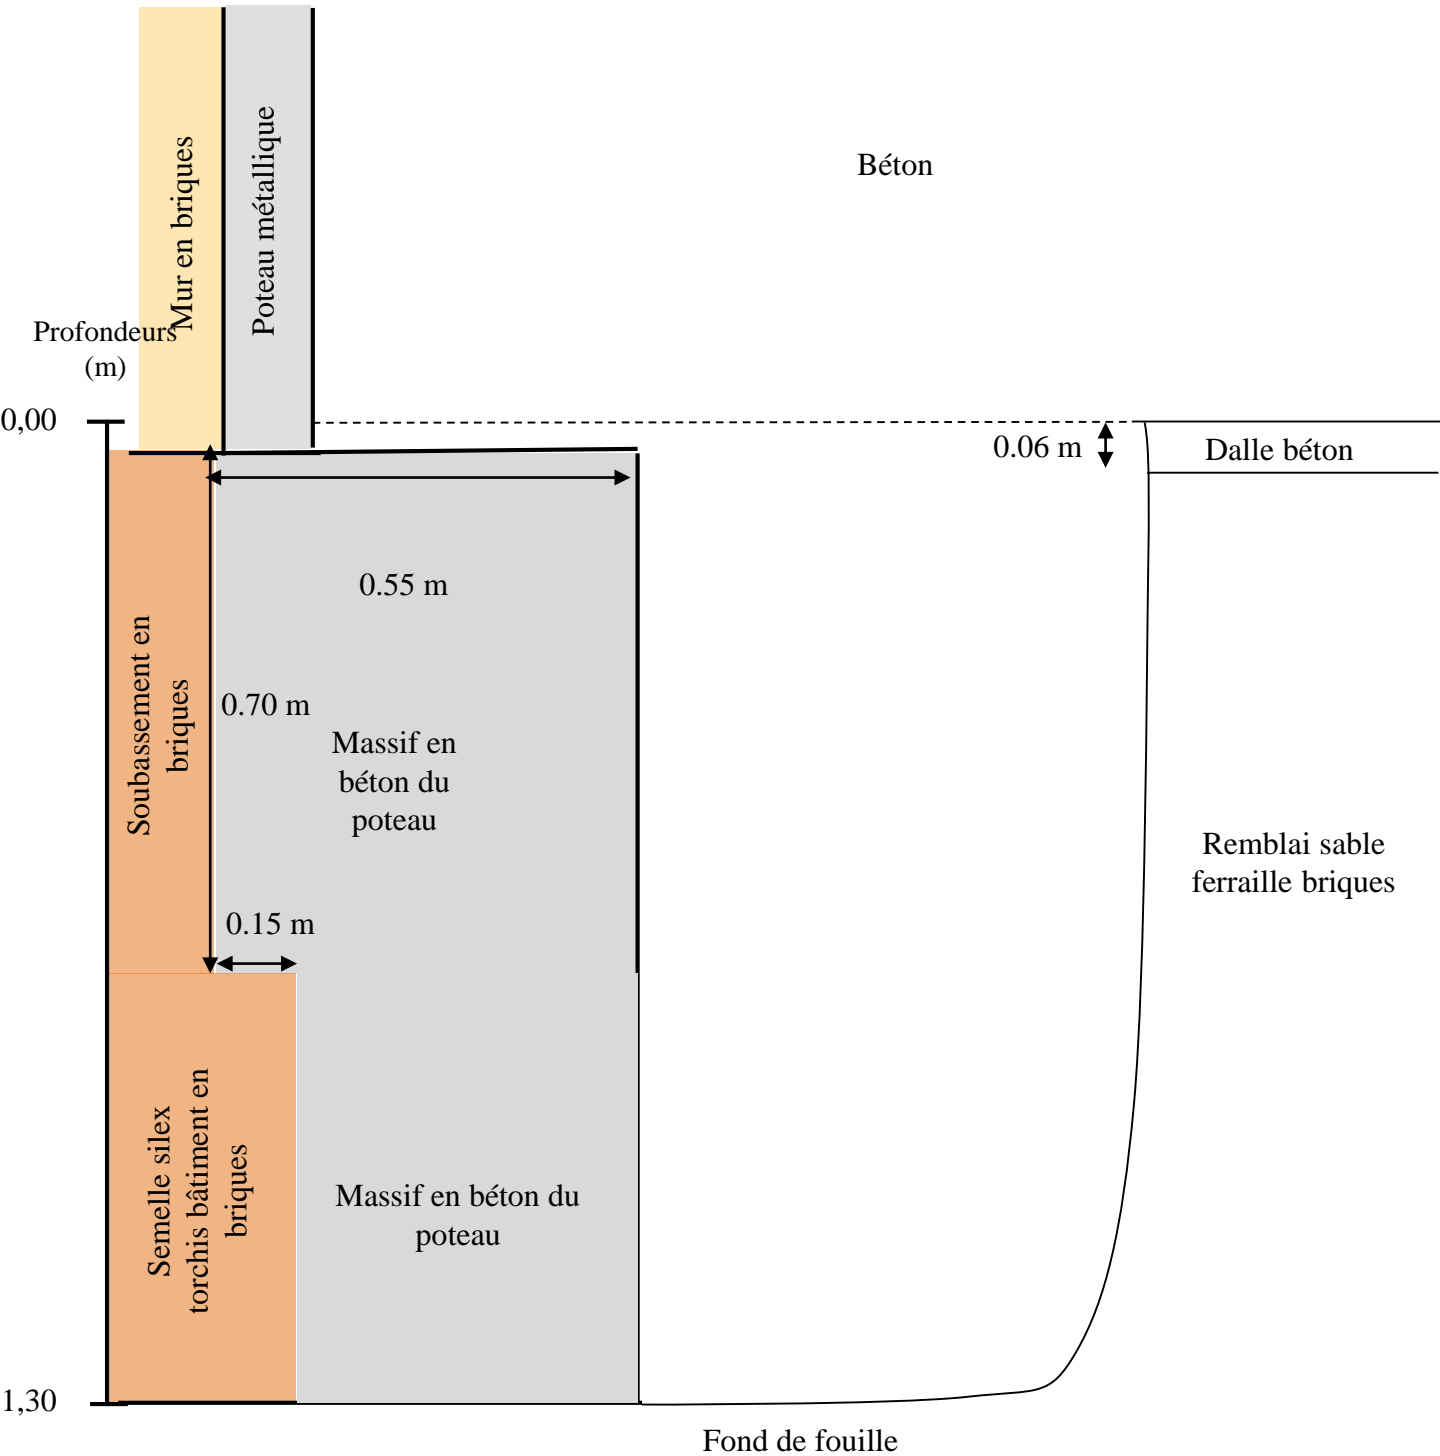 Mur en briques
Poteau métallique
Béton
Profondeurs
(m)
0,00
0.06 m
Dalle béton
0.55 m
Soubassement en
briques
0.70 m
Massif en
béton du
poteau
Remblai sable
ferraille briques
0.15 m
Semelle silex
torchis bâtiment en
briques
Massif en béton du
poteau
1,30
Fond de fouille